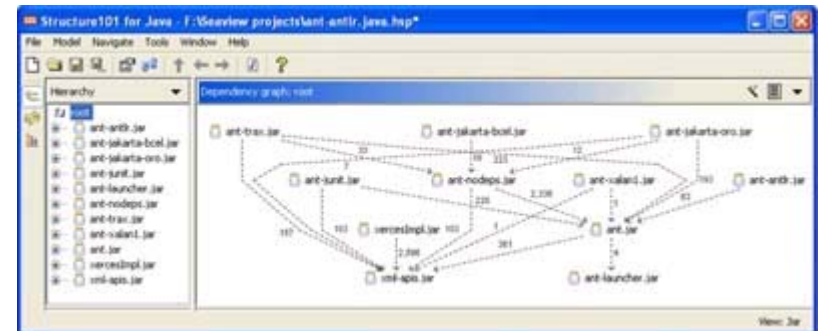 Structure101 for Java - F:\Seaview projects\ant-antlr.java.hsp*
File Model Navigate Tools Window Help
Hierarchy
Dependency graph: root
root
ant-antlr.jar
ant-jakarta-bcel.jar
ant-jakarta-oro.jar
ant-junit.jar
ant-launcher.jar
ant-nodeps.jar
ant-trax.jar
ant-xalan1.jar
ant.jar
xercesImpl.jar
xml-apis.jar
ant-trax.jar ant-jakarta-bcel.jar ant-jakarta-oro.jar
ant-junit.jar ant-nodeps.jar ant-xalan1.jar ant-antlr.jar
xercesImpl.jar ant.jar
xml-apis.jar ant-launcher.jar
View: Jar